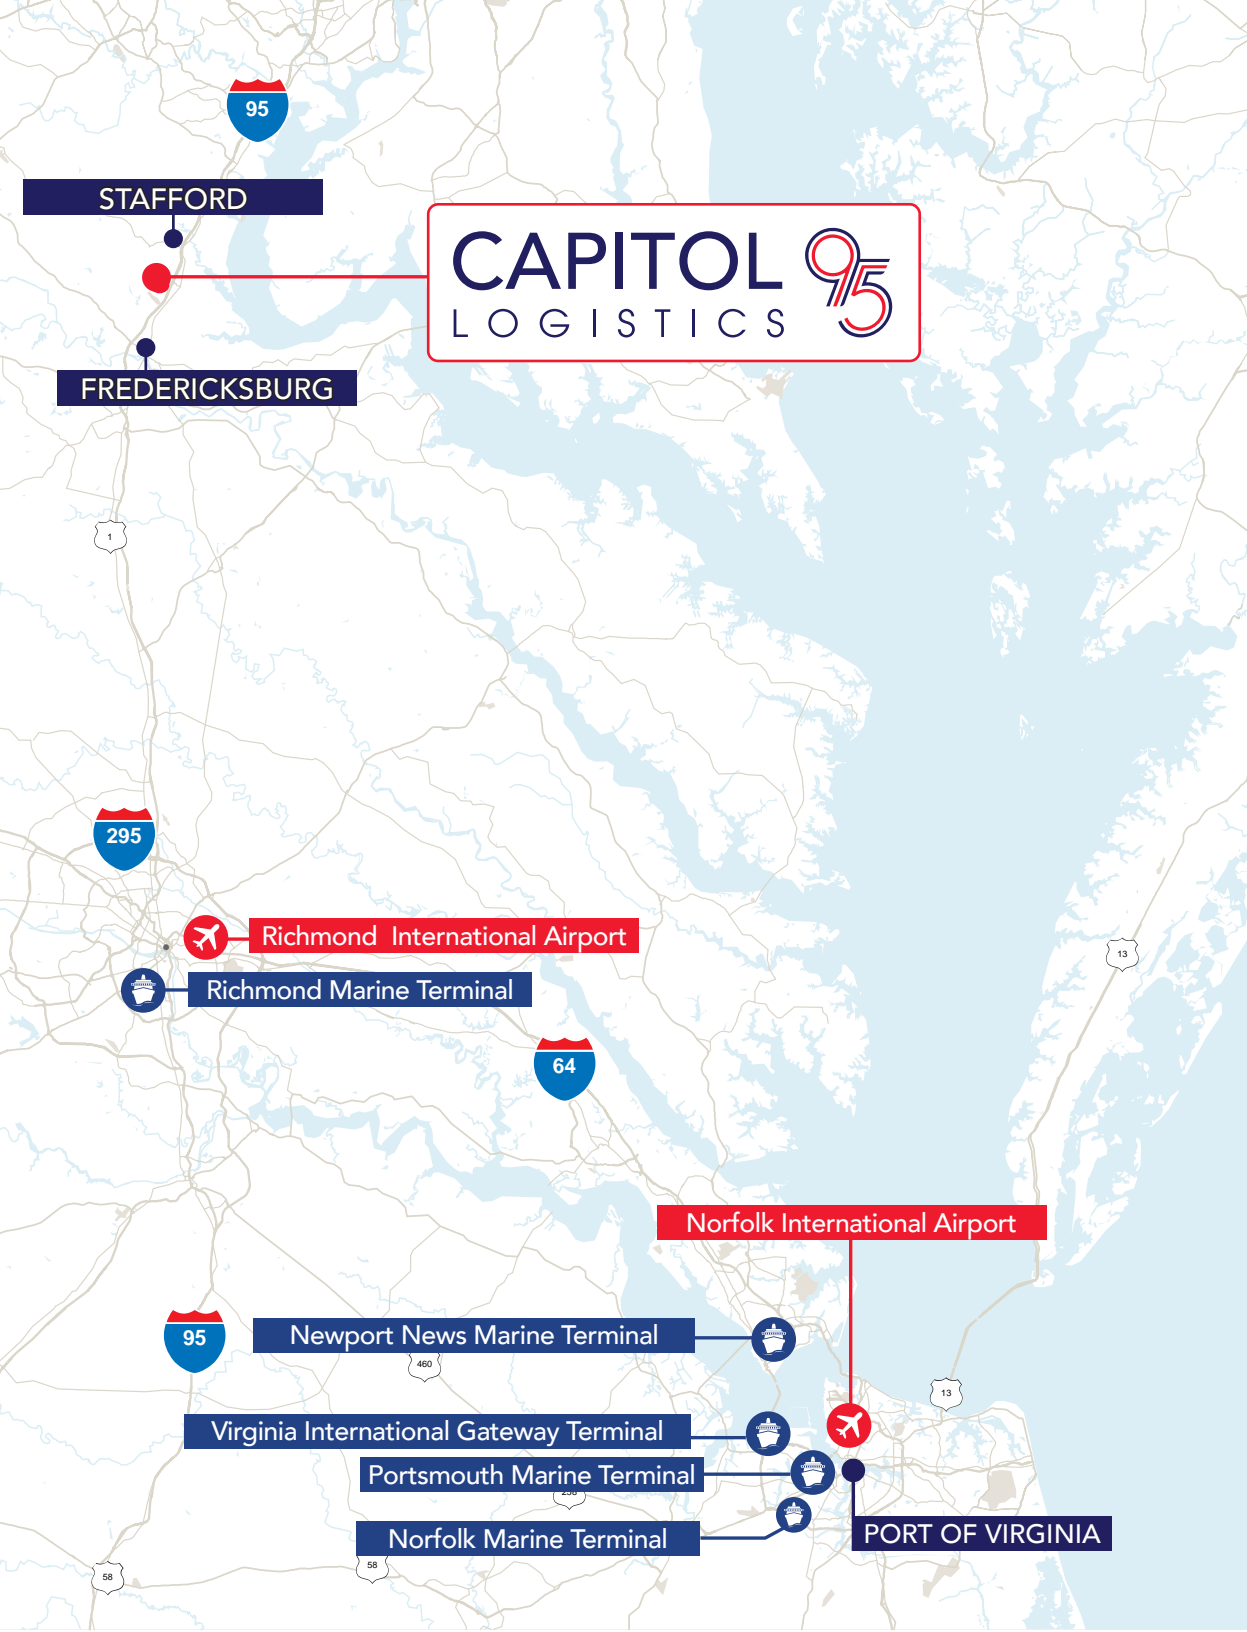 95
STAFFORD
CAPITOL 95
LOGISTICS
FREDERICKSBURG
1
295
Richmond International Airport
13
Richmond Marine Terminal
64
Norfolk International Airport
95
Newport News Marine Terminal
460
13
Virginia International Gateway Terminal
Portsmouth Marine Terminal
Norfolk Marine Terminal
PORT OF VIRGINIA
58
58